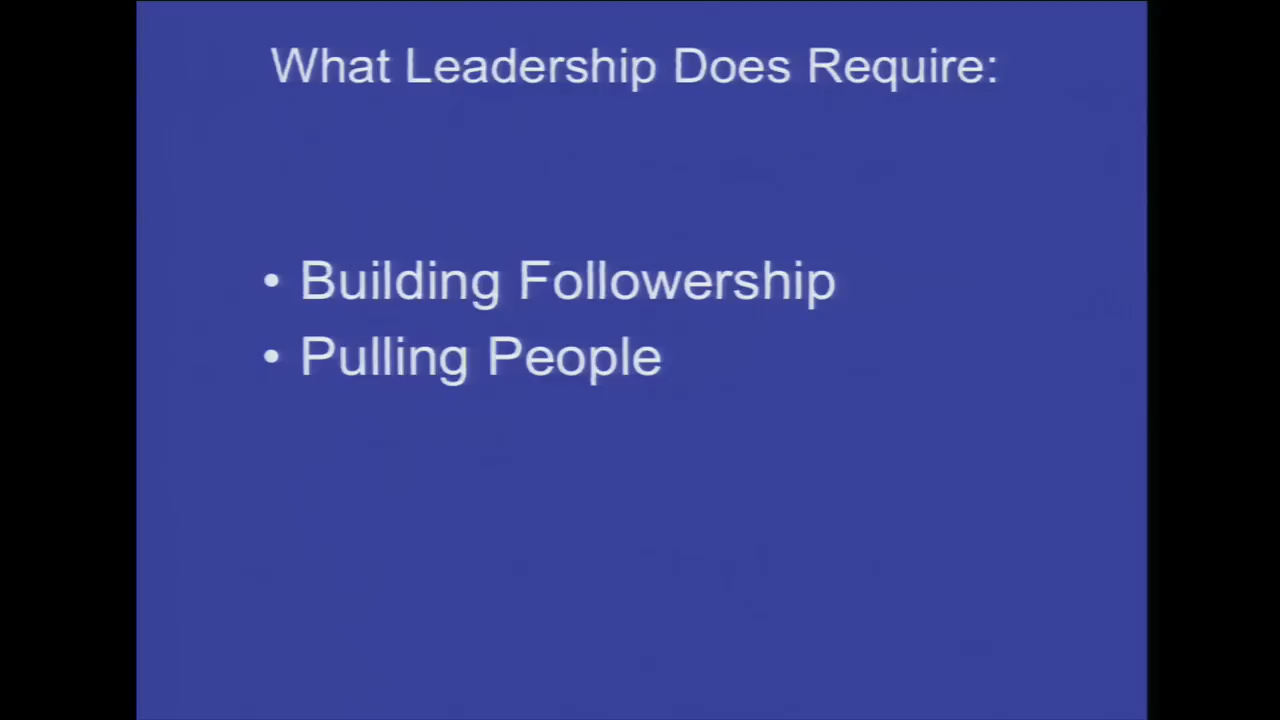 What Leadership Does Require:
• Building Followership
• Pulling People